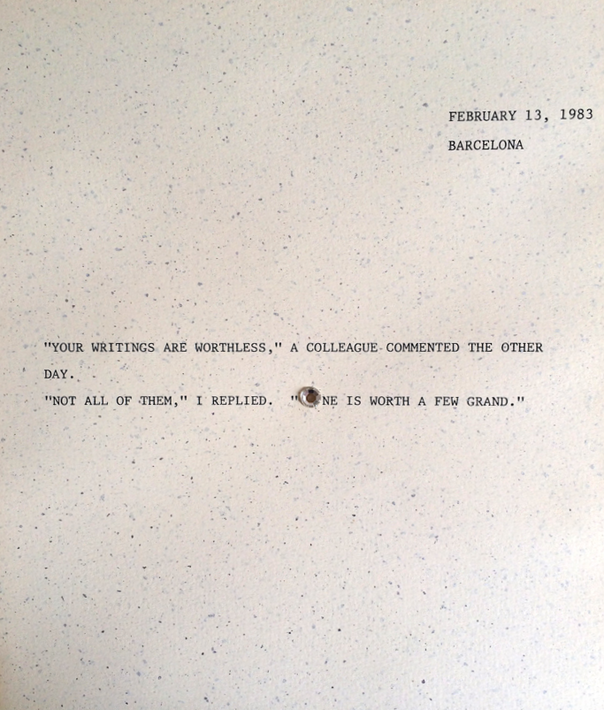 FEBRUARY 13, 1983
BARCELONA
"YOUR WRITINGS ARE WORTHLESS," A COLLEAGUE COMMENTED THE OTHER
DAY.
"NOT ALL OF THEM," I REPLIED. "ONE IS WORTH A FEW GRAND."